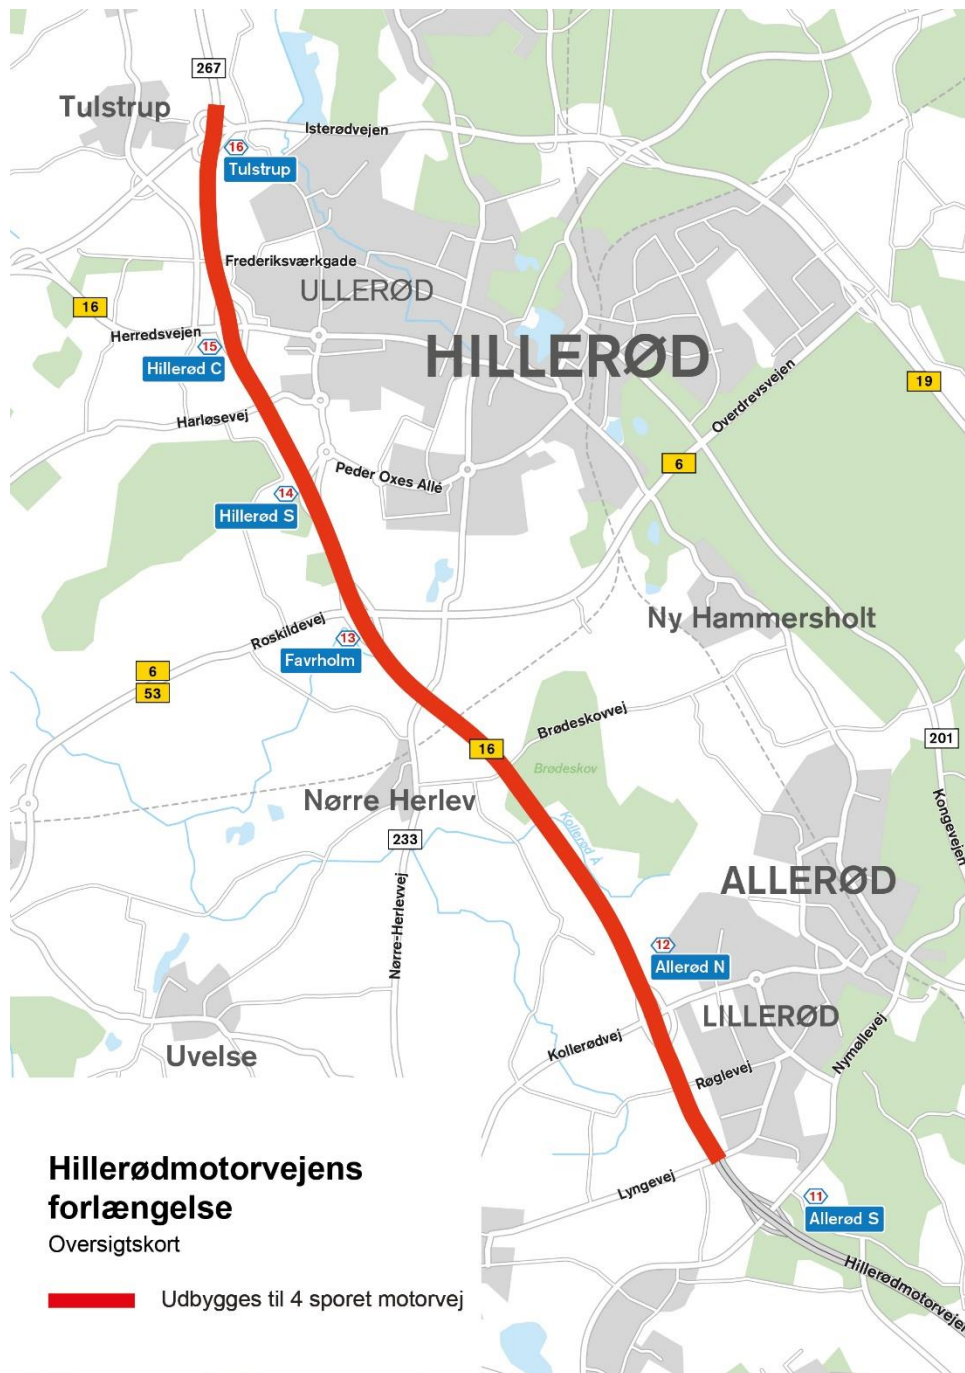 267
Tulstrup
Isterødvejen
16
Tulstrup
Frederiksværkgade
ULLERØD
16
Herredsvejen
15
Hillerød C
HILLERØD
19
Overdrevsvejen
Harløsevej
6
Peder Oxes Allé
14
Hillerød S
Ny Hammersholt
Roskildevej
13
Favrholm
6
53
Brødeskovvej
201
16
Brødeskov
Nørre Herlev
Kollerød Å
Kongevejen
233
ALLERØD
Nørre-Herlevvej
12
Allerød N
LILLERØD
Uvelse
Kollerødvej
Nymøllevej
Røglevej
Lyngevej
11
Allerød S
Hillerødmotorvejen
Hillerødmotorvejens
forlængelse
Oversigtskort
Udbygges til 4 sporet motorvej